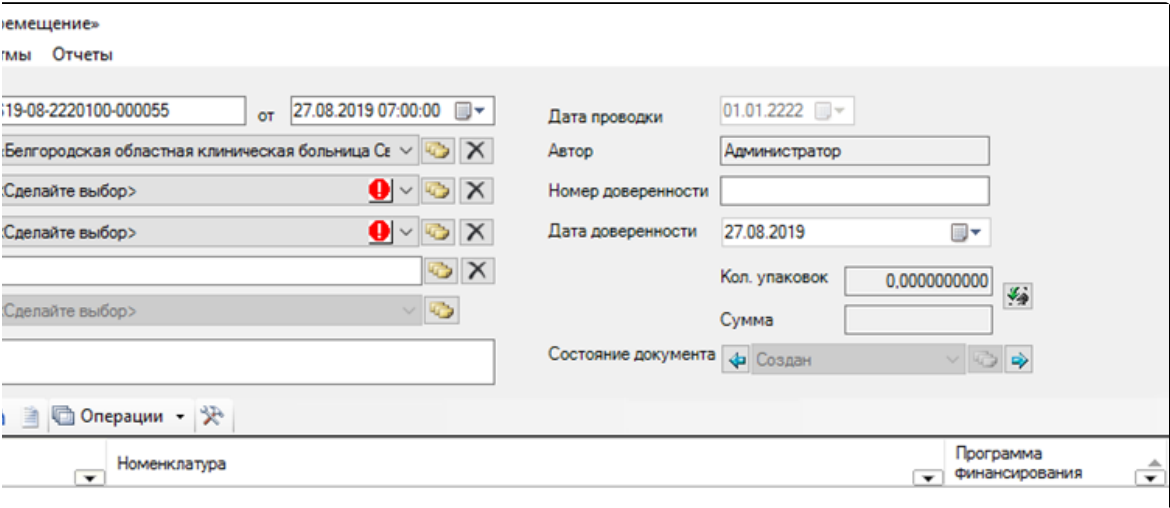 ремещение»
тмы Отчеты
19-08-2220100-000055 от 27.08.2019 07:00:00
Дата проводки 01.01.2222
Белгородская областная клиническая больница Св
Автор Администратор
Сделайте выбор>
Номер доверенности
Сделайте выбор>
Дата доверенности 27.08.2019
Кол. упаковок 0,0000000000
Сделайте выбор>
Сумма
Состояние документа Создан
Операции
Номенклатура
Программа
финансирования